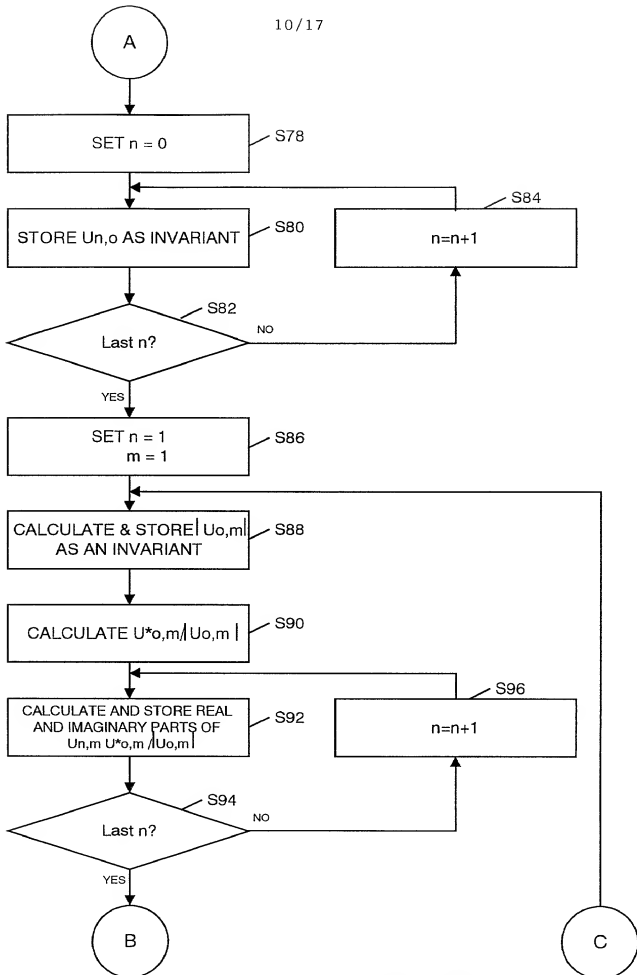 10/17
A
SET n = 0
S78
S84
STORE Un,o AS INVARIANT
S80
n=n+1
S82
Last n?
NO
YES
SET n = 1
m = 1
S86
CALCULATE & STORE| Uo,m|
AS AN INVARIANT
S88
CALCULATE U*o,m/| Uo,m |
S90
S96
CALCULATE AND STORE REAL
AND IMAGINARY PARTS OF
Un,m U*o,m /|Uo,m|
S92
n=n+1
S94
Last n?
NO
YES
B
C